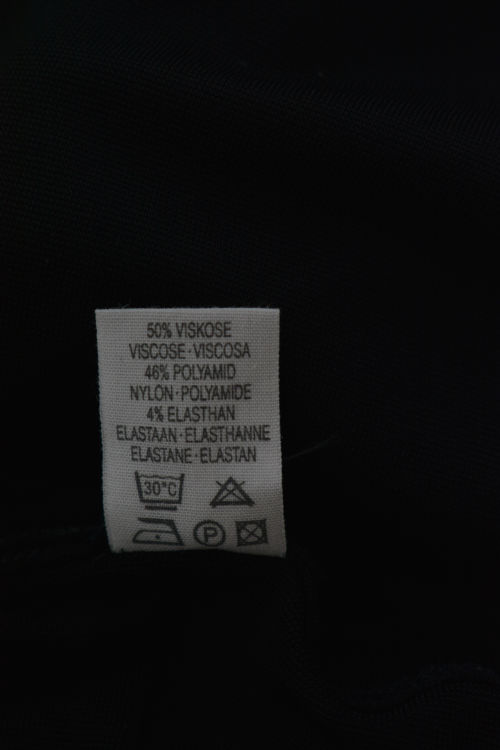 50% VISKOSE
VISCOSE·VISCOSA
46% POLYAMID
NYLON·POLYAMIDE
4% ELASTHAN
ELASTAAN·ELASTHANNE
ELASTANE·ELASTAN
30°C
P